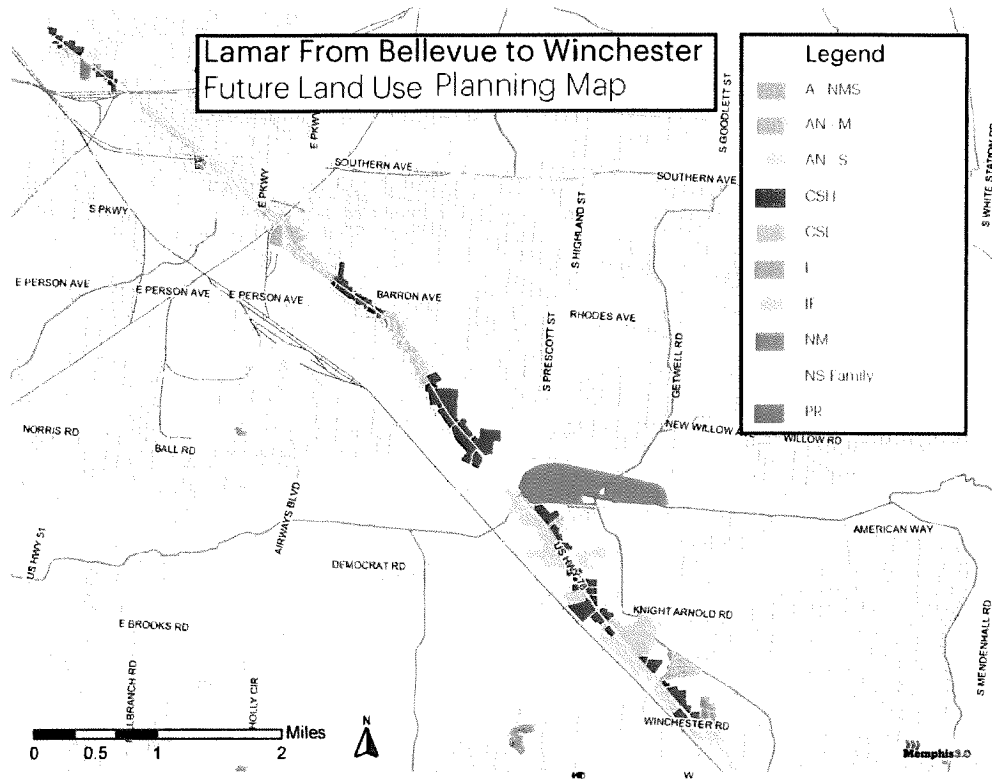 Lamar From Bellevue to Winchester
Future Land Use Planning Map
Legend
A NMS
AN M
AN S
CSH
CSL
I
IF
NM
NS Family
PR
S GOODLETT ST
S WHITE STATION RD
E PKWY
SOUTHERN AVE
SOUTHERN AVE
E PKWY
S PKWY
S HIGHLAND ST
E PERSON AVE
E PERSON AVE
E PERSON AVE
BARRON AVE
RHODES AVE
S PRESCOTT ST
GETWELL RD
NORRIS RD
BALL RD
NEW WILLOW AVE
WILLOW RD
AIRWAYS BLVD
US HWY 51
AMERICAN WAY
DEMOCRAT RD
US HWY 78
KNIGHT ARNOLD RD
E BROOKS RD
S MENDENHALL RD
HOLLY CIR
WINCHESTER RD
Miles
0 0.5 1 2
N
Memphis3.0
W